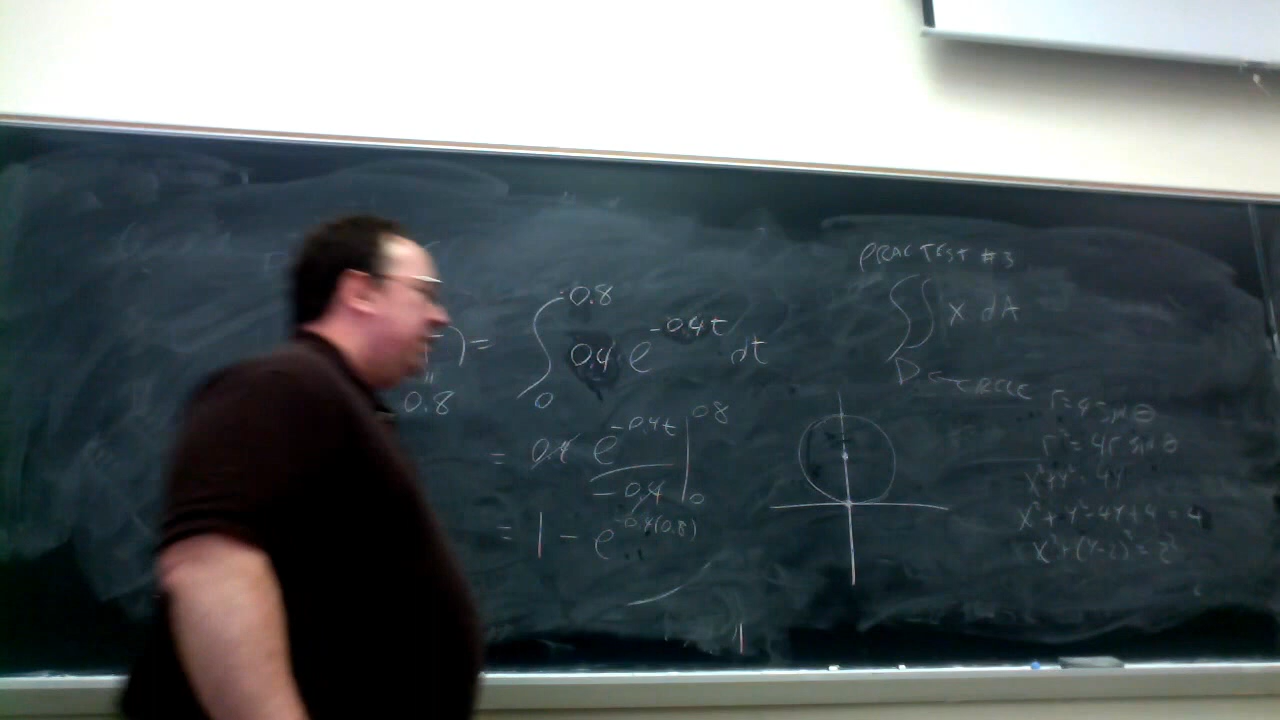 ) = ∫₀^0.8 0.4 e^-0.4t dt
0.8
= 0.4 e^-0.4t / -0.4 |₀^0.8
= 1 - e^-0.4(0.8)
PRAC TEST #3
∬ x dA
D
CIRCLE
r = 4 sin θ
r² = 4r sin θ
x² + y² = 4y
x² + y² - 4y + 4 = 4
x² + (y-2)² = 2²